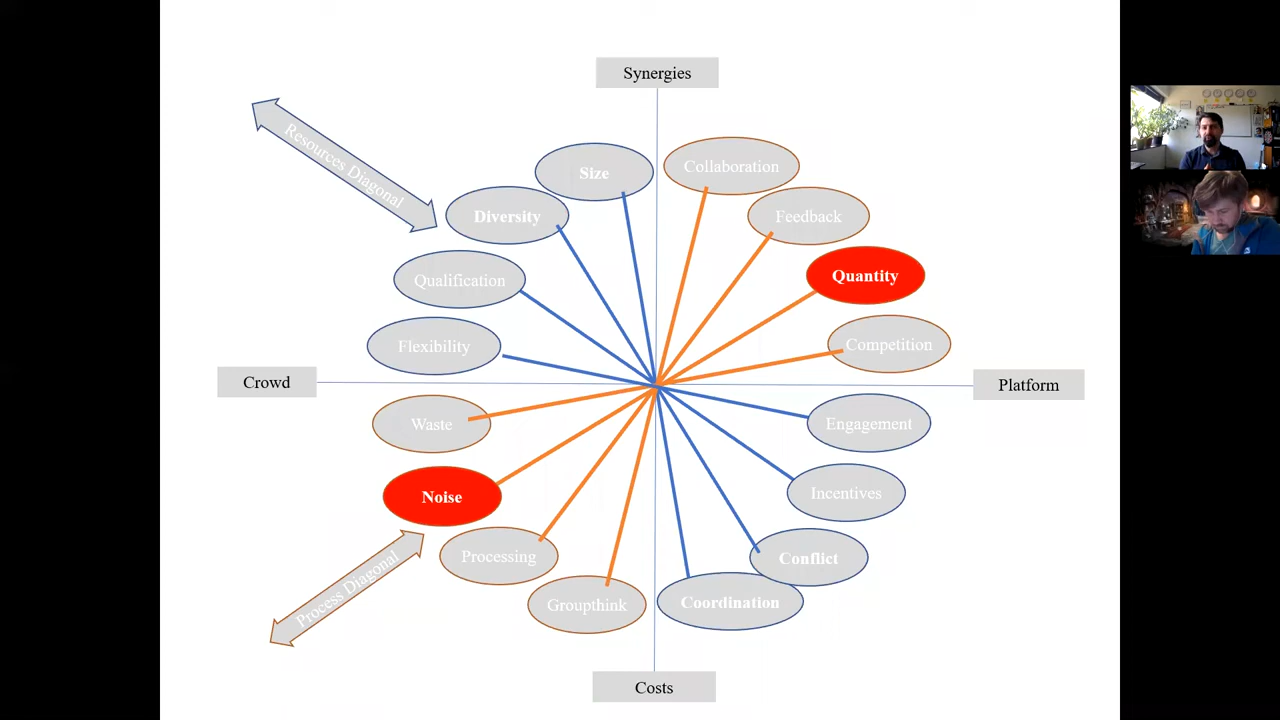 Synergies
Resources Diagonal
Size
Collaboration
Diversity
Feedback
Qualification
Quantity
Flexibility
Competition
Crowd
Platform
Waste
Engagement
Noise
Incentives
Processing
Conflict
Process Diagonal
Groupthink
Coordination
Costs